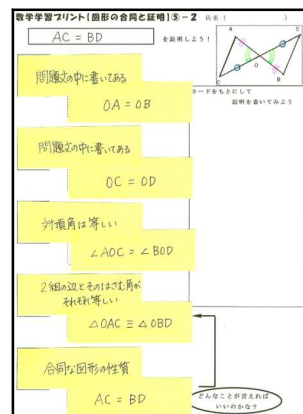 数学学習プリント【図形の合同と証明】⑤－２ 氏名（　　　）
AC = BD を証明しよう！
A D
O
C B
カードをもとにして
証明を書いてみよう
問題文の中に書いてある
OA = OB
問題文の中に書いてある
OC = OD
対頂角は等しい
∠AOC = ∠BOD
2組の辺とそのはさむ角が
それぞれ等しい
△OAC ≡ △OBD
合同な図形の性質
AC = BD
どんなことが言えれば
いいのかな？